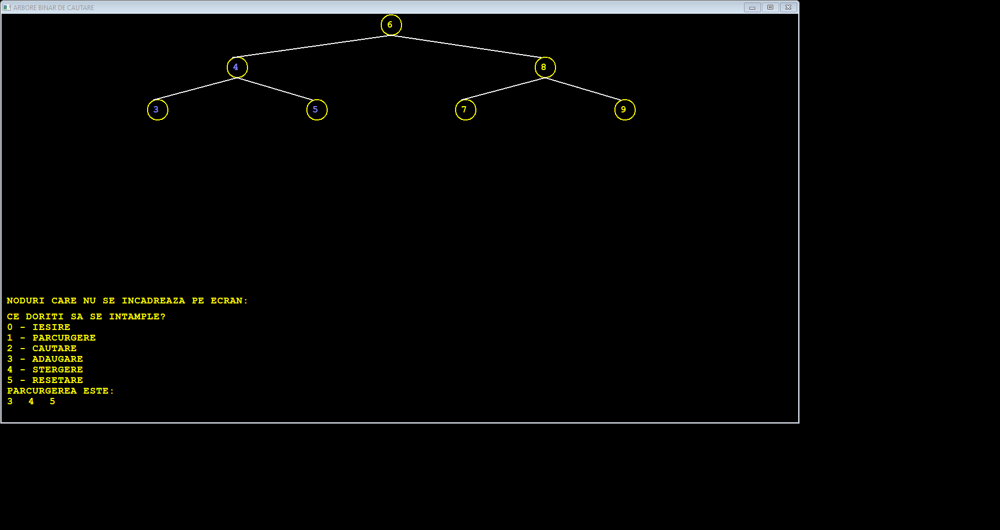 ARBORE BINAR DE CAUTARE
6
4 8
3 5 7 9
NODURI CARE NU SE INCADREAZA PE ECRAN:
CE DORITI SA SE INTAMPLE?
0 - IESIRE
1 - PARCURGERE
2 - CAUTARE
3 - ADAUGARE
4 - STERGERE
5 - RESETARE
PARCURGEREA ESTE:
3 4 5